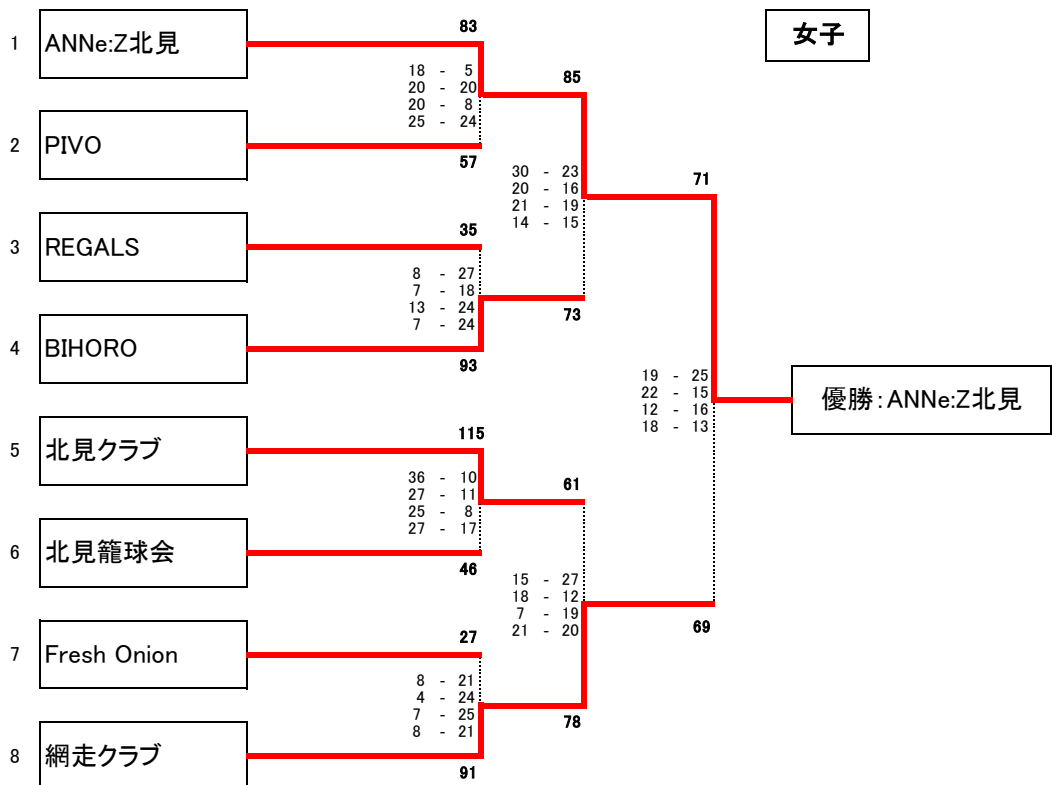 女子
83
1 ANNe:Z北見
18 - 5
20 - 20
20 - 8
25 - 24
85
2 PIVO
57
30 - 23
20 - 16
21 - 19
14 - 15
71
3 REGALS
35
8 - 27
7 - 18
13 - 24
7 - 24
73
4 BIHORO
93
19 - 25
22 - 15
12 - 16
18 - 13
優勝:ANNe:Z北見
5 北見クラブ
115
36 - 10
27 - 11
25 - 8
27 - 17
61
6 北見籠球会
46
15 - 27
18 - 12
7 - 19
21 - 20
69
7 Fresh Onion
27
8 - 21
4 - 24
7 - 25
8 - 21
78
8 網走クラブ
91